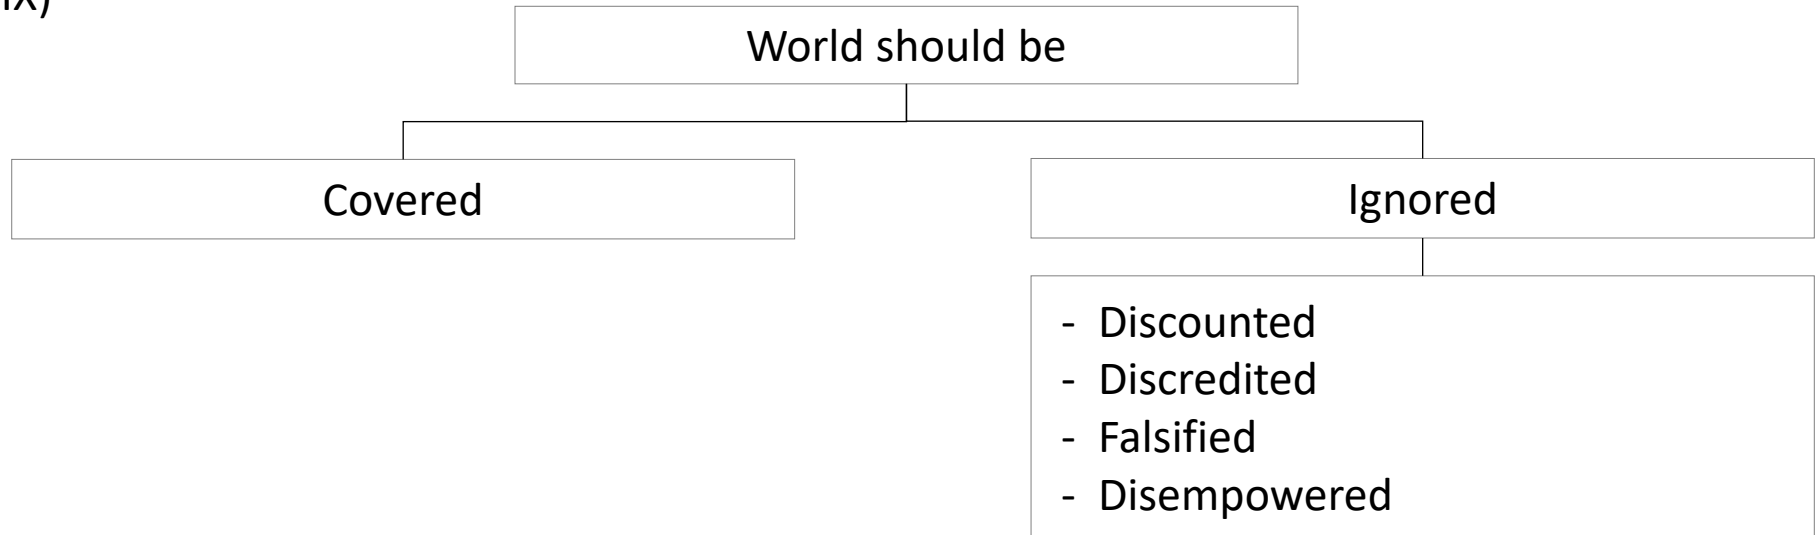 World should be
Covered
Ignored
- Discounted
- Discredited
- Falsified
- Disempowered